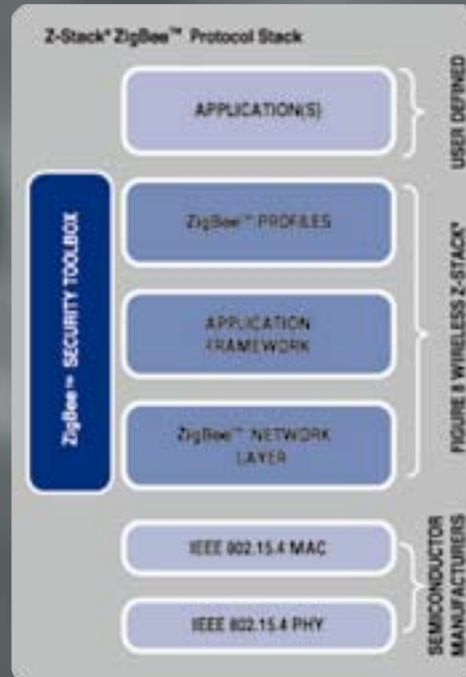 Z-Stack® ZigBee™ Protocol Stack
APPLICATION(S)
USER DEFINED
ZigBee™ SECURITY TOOLBOX
ZigBee™ PROFILES
APPLICATION
FRAMEWORK
ZigBee™ NETWORK
LAYER
FIGURE 8 WIRELESS Z-STACK®
IEEE 802.15.4 MAC
IEEE 802.15.4 PHY
SEMICONDUCTOR
MANUFACTURERS